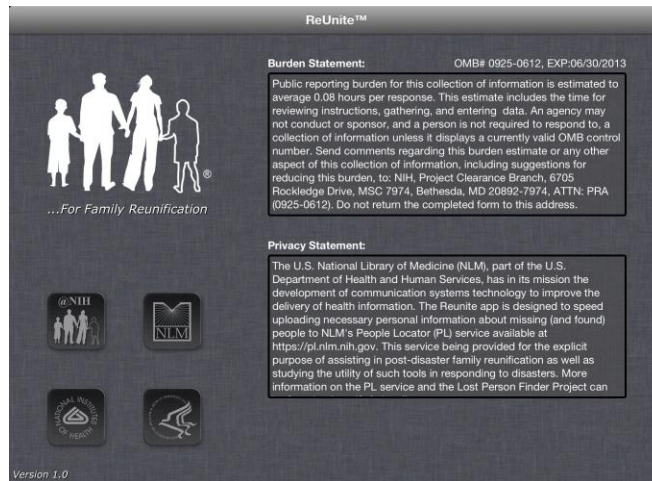 ReUnite™
Burden Statement:
OMB# 0925-0612, EXP:06/30/2013
Public reporting burden for this collection of information is estimated to
average 0.08 hours per response. This estimate includes the time for
reviewing instructions, gathering, and entering data. An agency may
not conduct or sponsor, and a person is not required to respond to, a
collection of information unless it displays a currently valid OMB control
number. Send comments regarding this burden estimate or any other
aspect of this collection of information, including suggestions for
reducing this burden, to: NIH, Project Clearance Branch, 6705
Rockledge Drive, MSC 7974, Bethesda, MD 20892-7974, ATTN: PRA
(0925-0612). Do not return the completed form to this address.
®
...For Family Reunification
Privacy Statement:
The U.S. National Library of Medicine (NLM), part of the U.S.
Department of Health and Human Services, has in its mission the
development of communication systems technology to improve the
delivery of health information. The Reunite app is designed to speed
uploading necessary personal information about missing (and found)
people to NLM's People Locator (PL) service available at
https://pl.nlm.nih.gov. This service being provided for the explicit
purpose of assisting in post-disaster family reunification as well as
studying the utility of such tools in responding to disasters. More
information on the PL service and the Lost Person Finder Project can
@NIH
NLM
NATIONAL INSTITUTES
OF HEALTH
Version 1.0